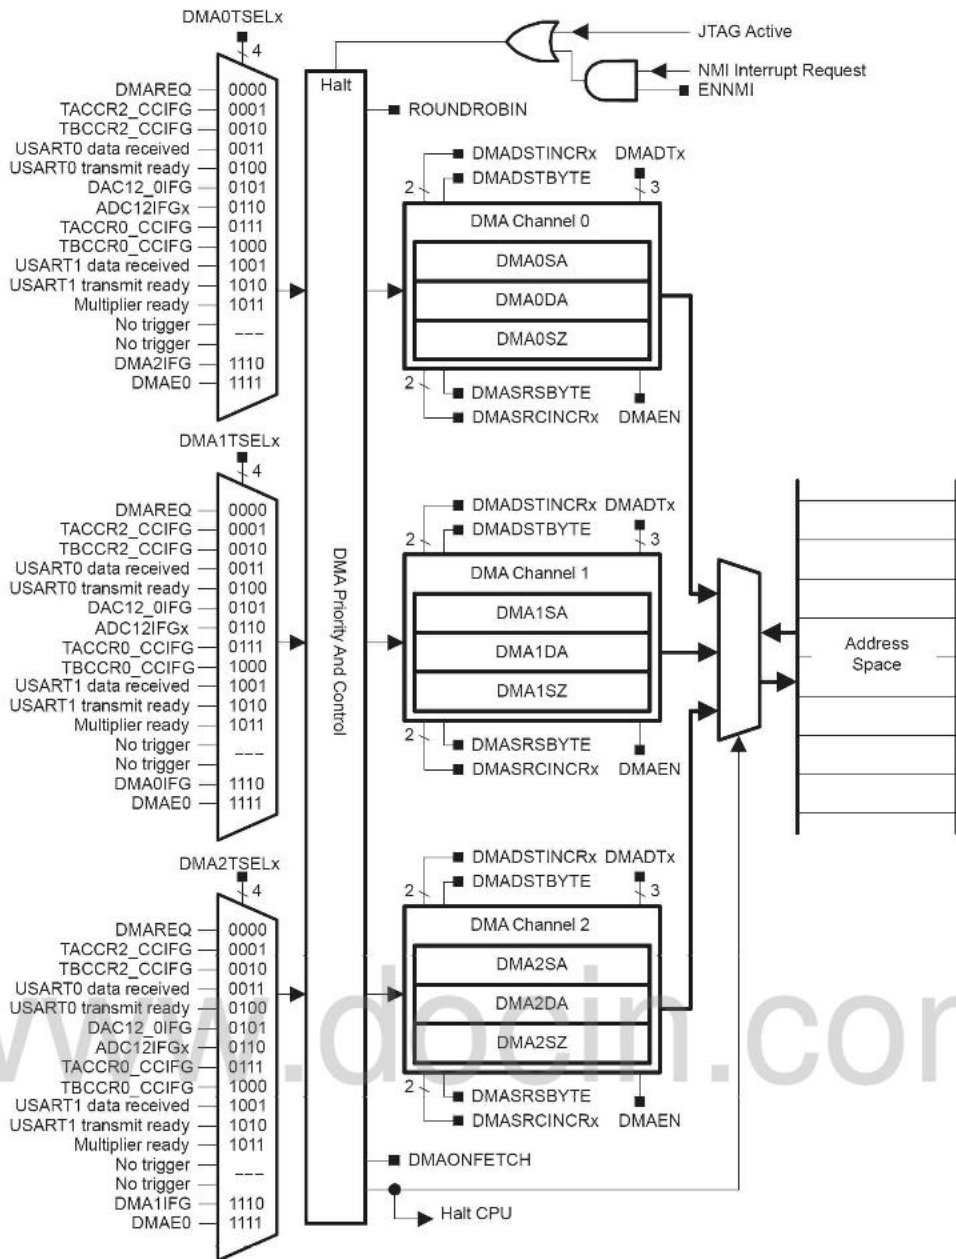 DMA0TSELx
4
JTAG Active
NMI Interrupt Request
ENNMI
Halt
ROUNDROBIN
DMAREQ 0000
TACCR2_CCIFG 0001
TBCCR2_CCIFG 0010
USART0 data received 0011
USART0 transmit ready 0100
DAC12_0IFG 0101
ADC12IFGx 0110
TACCR0_CCIFG 0111
TBCCR0_CCIFG 1000
USART1 data received 1001
USART1 transmit ready 1010
Multiplier ready 1011
No trigger
No trigger
DMA2IFG 1110
DMAE0 1111
DMADSTINCRx DMADTx
2 DMADSTBYTE 3
DMA Channel 0
DMA0SA
DMA0DA
DMA0SZ
2 DMASRSBYTE
DMASRCINCRx DMAEN
DMA1TSELx
4
DMAREQ 0000
TACCR2_CCIFG 0001
TBCCR2_CCIFG 0010
USART0 data received 0011
USART0 transmit ready 0100
DAC12_0IFG 0101
ADC12IFGx 0110
TACCR0_CCIFG 0111
TBCCR0_CCIFG 1000
USART1 data received 1001
USART1 transmit ready 1010
Multiplier ready 1011
No trigger
No trigger
DMA0IFG 1110
DMAE0 1111
DMA Priority And Control
DMADSTINCRx DMADTx
2 DMADSTBYTE 3
DMA Channel 1
DMA1SA
DMA1DA
DMA1SZ
2 DMASRSBYTE
DMASRCINCRx DMAEN
Address
Space
DMA2TSELx
4
DMAREQ 0000
TACCR2_CCIFG 0001
TBCCR2_CCIFG 0010
USART0 data received 0011
USART0 transmit ready 0100
DAC12_0IFG 0101
ADC12IFGx 0110
TACCR0_CCIFG 0111
TBCCR0_CCIFG 1000
USART1 data received 1001
USART1 transmit ready 1010
Multiplier ready 1011
No trigger
No trigger
DMA1IFG 1110
DMAE0 1111
DMADSTINCRx DMADTx
2 DMADSTBYTE 3
DMA Channel 2
DMA2SA
DMA2DA
DMA2SZ
2 DMASRSBYTE
DMASRCINCRx DMAEN
DMAONFETCH
Halt CPU
www.docin.com